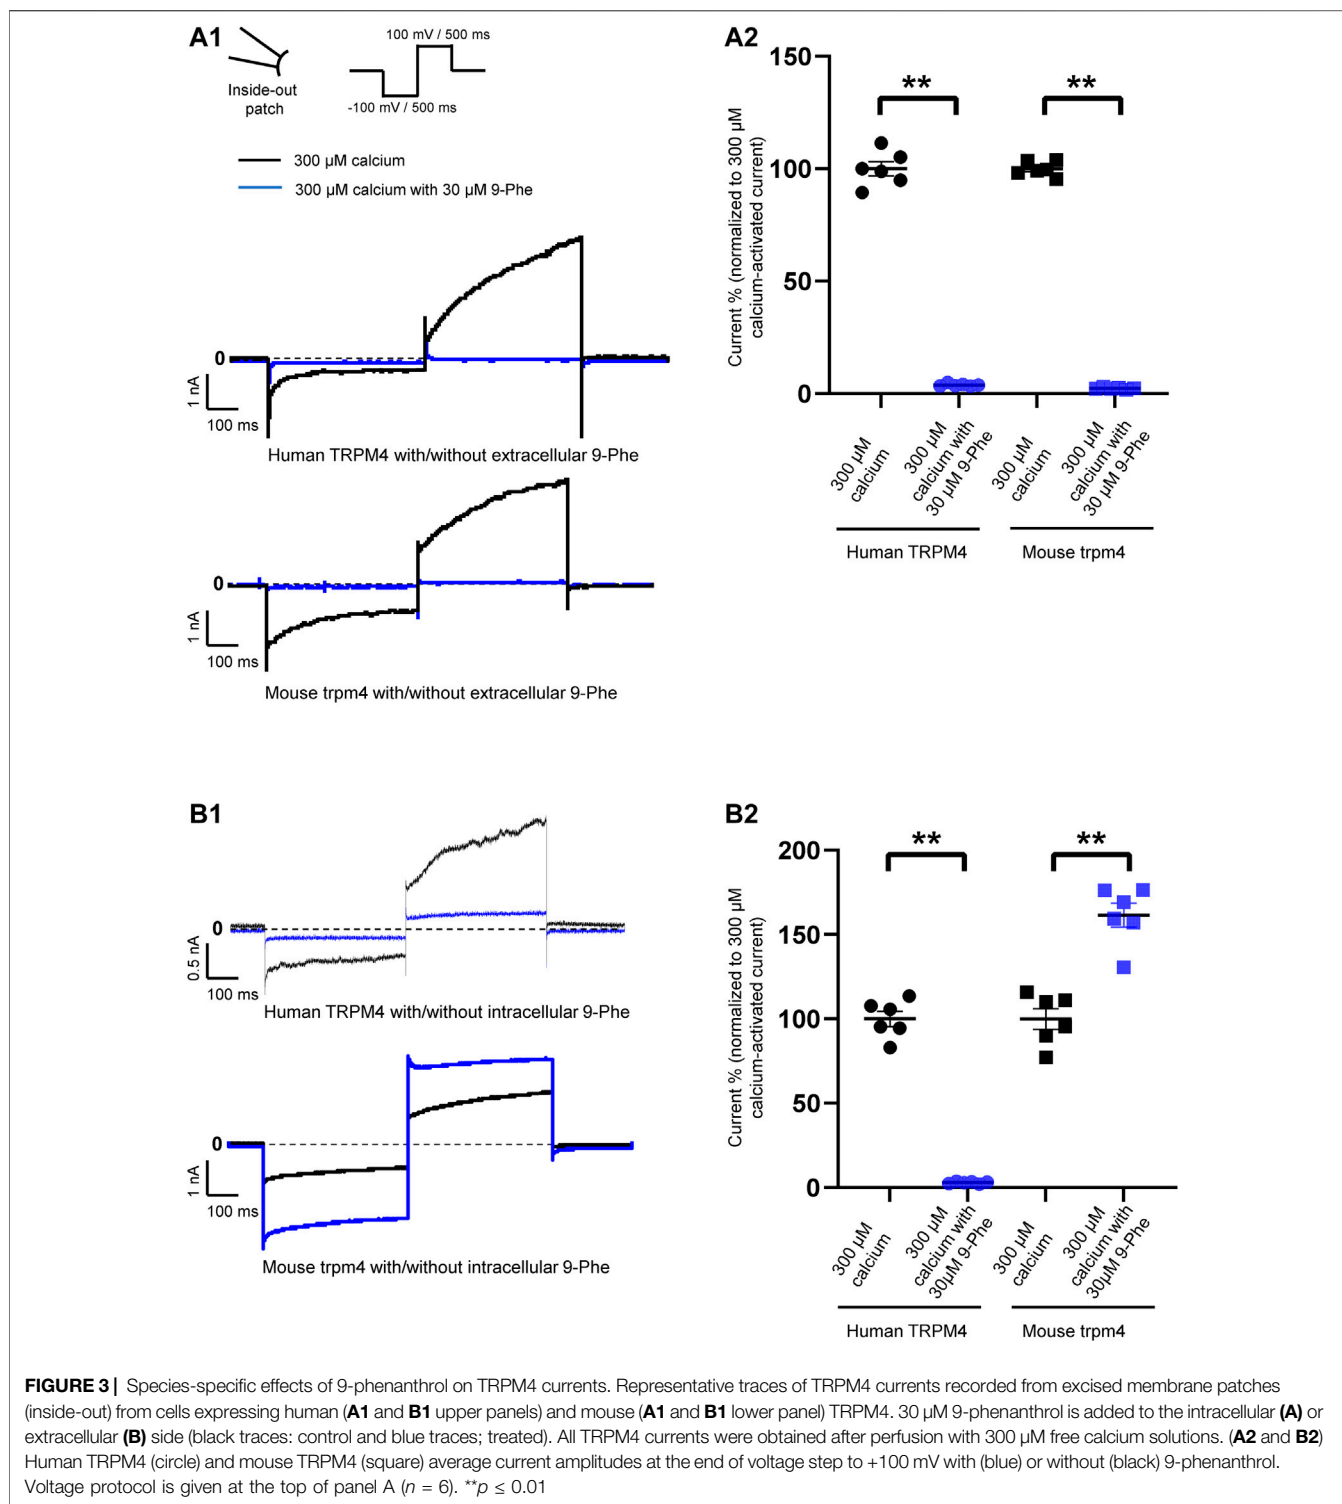 A1
100 mV / 500 ms
Inside-out
patch
-100 mV / 500 ms
300 µM calcium
300 µM calcium with 30 µM 9-Phe
0
1 nA
100 ms
Human TRPM4 with/without extracellular 9-Phe
0
1 nA
100 ms
Mouse trpm4 with/without extracellular 9-Phe
A2
Current % (normalized to 300 µM
calcium-activated current)
150
100
50
0
**
**
300 µM
calcium
300 µM
calcium with
30 µM 9-Phe
300 µM
calcium
300 µM
calcium with
30 µM 9-Phe
Human TRPM4
Mouse trpm4
B1
0
0.5 nA
100 ms
Human TRPM4 with/without intracellular 9-Phe
0
1 nA
100 ms
Mouse trpm4 with/without intracellular 9-Phe
B2
Current % (normalized to 300 µM
calcium-activated current)
200
150
100
50
0
**
**
300 µM
calcium
300 µM
calcium with
30µM 9-Phe
300 µM
calcium
300 µM
calcium with
30µM 9-Phe
Human TRPM4
Mouse trpm4
FIGURE 3 | Species-specific effects of 9-phenanthrol on TRPM4 currents. Representative traces of TRPM4 currents recorded from excised membrane patches
(inside-out) from cells expressing human (A1 and B1 upper panels) and mouse (A1 and B1 lower panel) TRPM4. 30 µM 9-phenanthrol is added to the intracellular (A) or
extracellular (B) side (black traces: control and blue traces; treated). All TRPM4 currents were obtained after perfusion with 300 µM free calcium solutions. (A2 and B2)
Human TRPM4 (circle) and mouse TRPM4 (square) average current amplitudes at the end of voltage step to +100 mV with (blue) or without (black) 9-phenanthrol.
Voltage protocol is given at the top of panel A (n = 6). **p ≤ 0.01